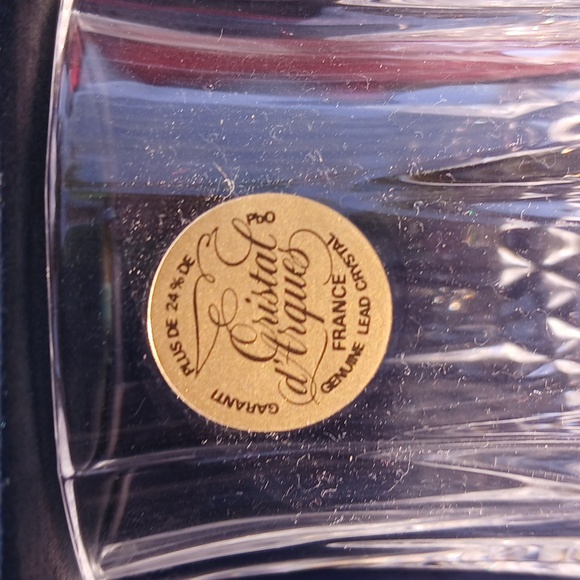 GARANTI PLUS DE 24% DE PbO
Cristal
d'Arques
FRANCE
GENUINE LEAD CRYSTAL